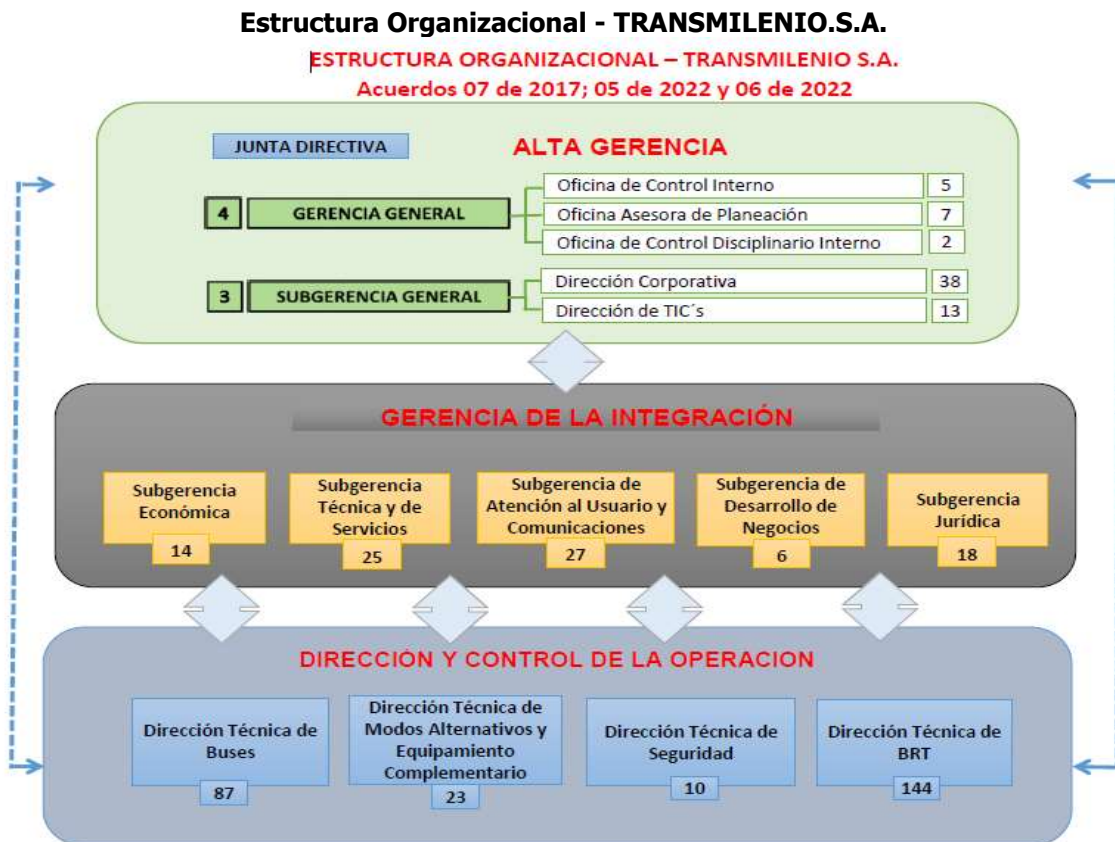 Estructura Organizacional - TRANSMILENIO.S.A.
ESTRUCTURA ORGANIZACIONAL – TRANSMILENIO S.A.
Acuerdos 07 de 2017; 05 de 2022 y 06 de 2022
JUNTA DIRECTIVA
ALTA GERENCIA
4
GERENCIA GENERAL
Oficina de Control Interno
5
Oficina Asesora de Planeación
7
Oficina de Control Disciplinario Interno
2
3
SUBGERENCIA GENERAL
Dirección Corporativa
38
Dirección de TIC´s
13
GERENCIA DE LA INTEGRACIÓN
Subgerencia
Económica
14
Subgerencia
Técnica y de
Servicios
25
Subgerencia de
Atención al Usuario y
Comunicaciones
27
Subgerencia de
Desarrollo de
Negocios
6
Subgerencia
Jurídica
18
DIRECCIÓN Y CONTROL DE LA OPERACION
Dirección Técnica de
Buses
87
Dirección Técnica de
Modos Alternativos y
Equipamiento
Complementario
23
Dirección Técnica de
Seguridad
10
Dirección Técnica de
BRT
144